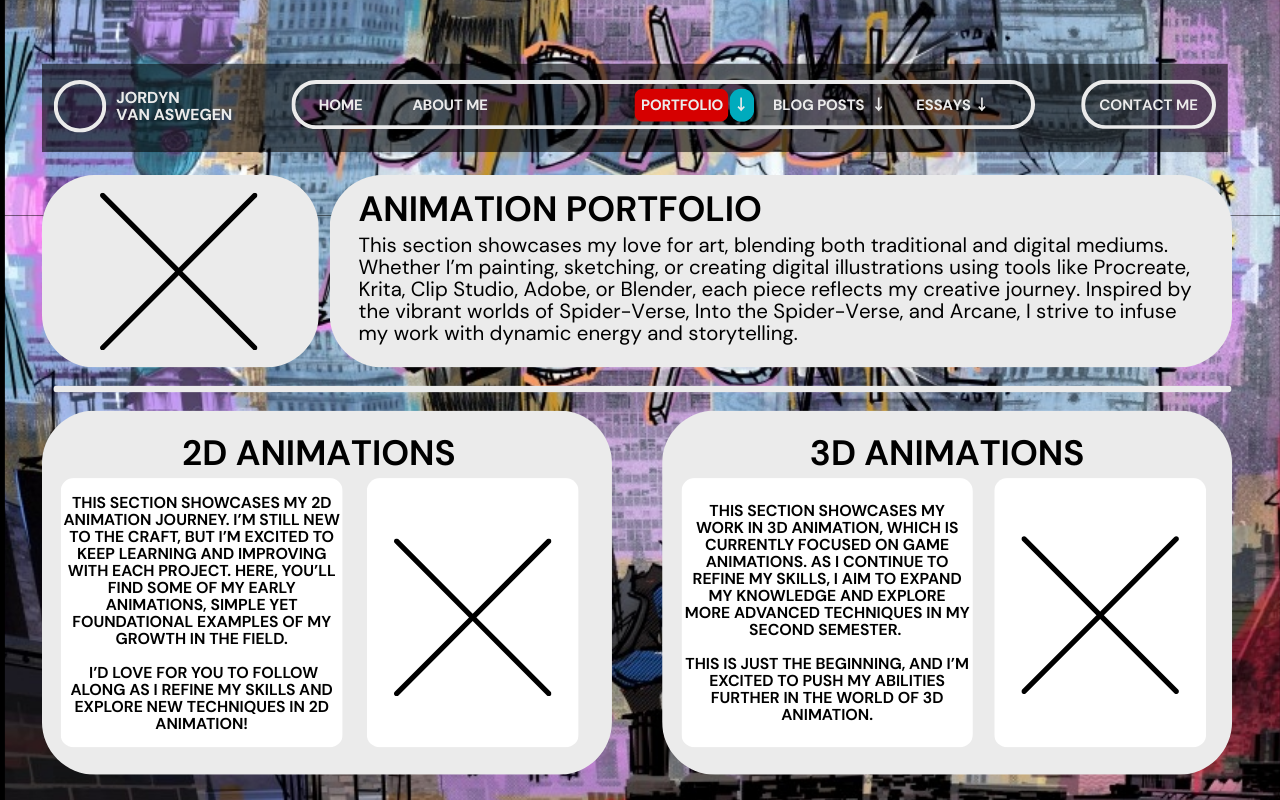 JORDYN
VAN ASWEGEN
HOME
ABOUT ME
PORTFOLIO
↓
BLOG POSTS ↓
ESSAYS ↓
CONTACT ME
ANIMATION PORTFOLIO
This section showcases my love for art, blending both traditional and digital mediums.
Whether I'm painting, sketching, or creating digital illustrations using tools like Procreate,
Krita, Clip Studio, Adobe, or Blender, each piece reflects my creative journey. Inspired by
the vibrant worlds of Spider-Verse, Into the Spider-Verse, and Arcane, I strive to infuse
my work with dynamic energy and storytelling.
2D ANIMATIONS
THIS SECTION SHOWCASES MY 2D
ANIMATION JOURNEY. I'M STILL NEW
TO THE CRAFT, BUT I'M EXCITED TO
KEEP LEARNING AND IMPROVING
WITH EACH PROJECT. HERE, YOU'LL
FIND SOME OF MY EARLY
ANIMATIONS, SIMPLE YET
FOUNDATIONAL EXAMPLES OF MY
GROWTH IN THE FIELD.
I'D LOVE FOR YOU TO FOLLOW
ALONG AS I REFINE MY SKILLS AND
EXPLORE NEW TECHNIQUES IN 2D
ANIMATION!
3D ANIMATIONS
THIS SECTION SHOWCASES MY
WORK IN 3D ANIMATION, WHICH IS
CURRENTLY FOCUSED ON GAME
ANIMATIONS. AS I CONTINUE TO
REFINE MY SKILLS, I AIM TO EXPAND
MY KNOWLEDGE AND EXPLORE
MORE ADVANCED TECHNIQUES IN MY
SECOND SEMESTER.
THIS IS JUST THE BEGINNING, AND I'M
EXCITED TO PUSH MY ABILITIES
FURTHER IN THE WORLD OF 3D
ANIMATION.